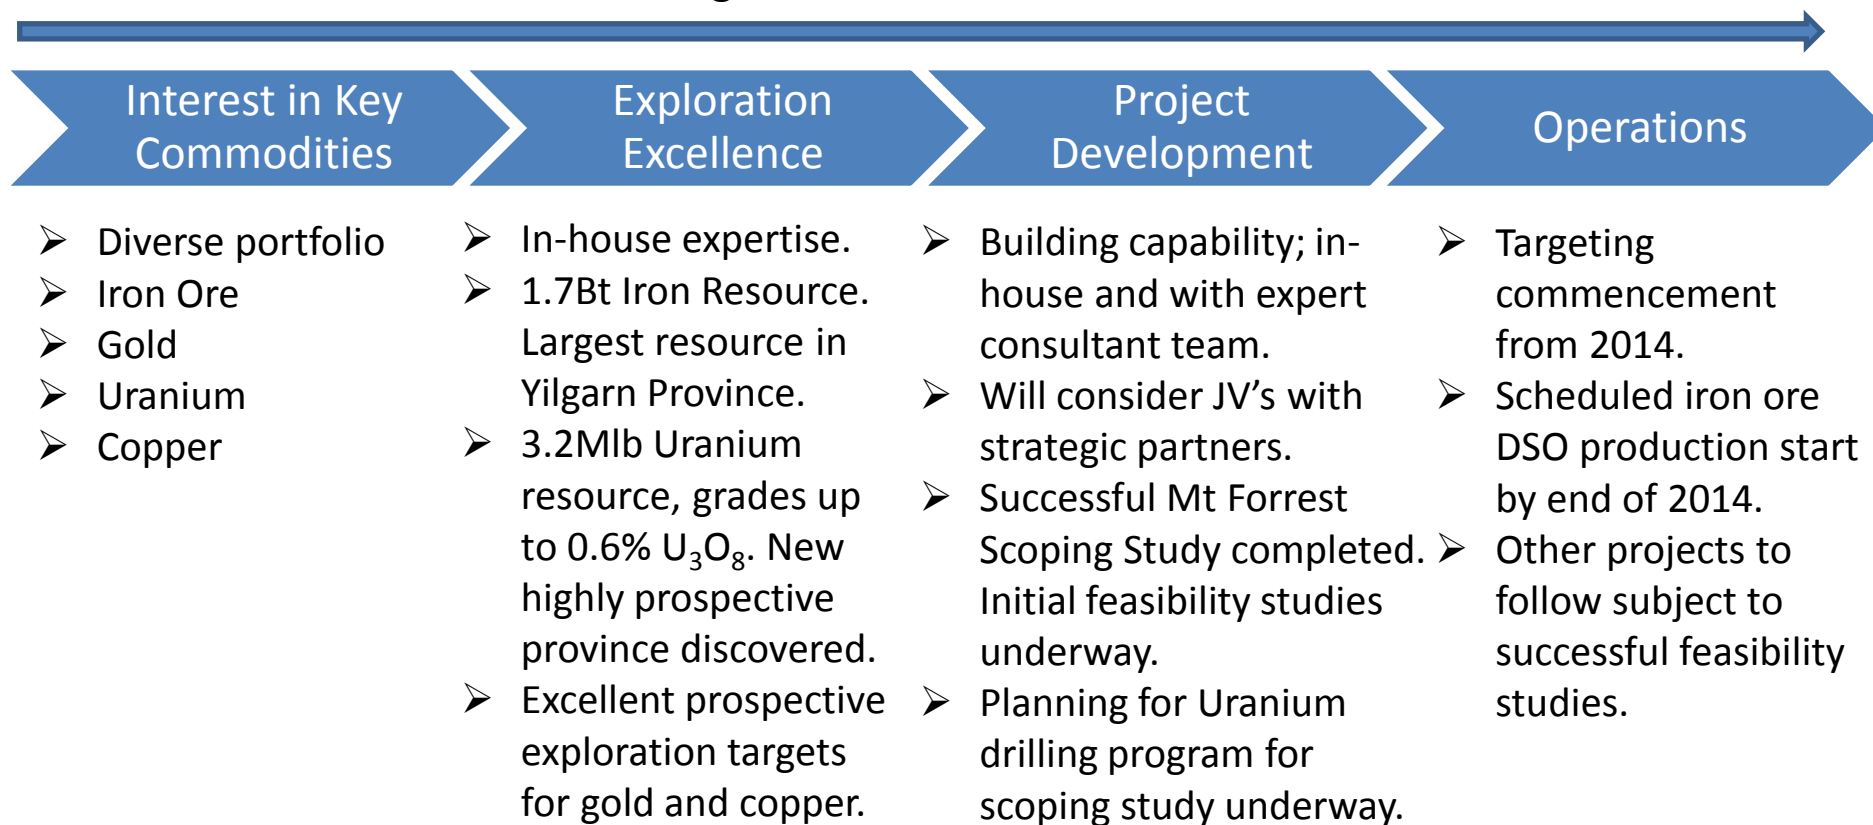 Interest in Key
Commodities
Exploration
Excellence
Project
Development
Operations
➢ Diverse portfolio
➢ Iron Ore
➢ Gold
➢ Uranium
➢ Copper
➢ In-house expertise.
➢ 1.7Bt Iron Resource.
Largest resource in
Yilgarn Province.
➢ 3.2Mlb Uranium
resource, grades up
to 0.6% U₃O₈. New
highly prospective
province discovered.
➢ Excellent prospective
exploration targets
for gold and copper.
➢ Building capability; in-
house and with expert
consultant team.
➢ Will consider JV’s with
strategic partners.
➢ Successful Mt Forrest
Scoping Study completed.
Initial feasibility studies
underway.
➢ Planning for Uranium
drilling program for
scoping study underway.
➢ Targeting
commencement
from 2014.
➢ Scheduled iron ore
DSO production start
by end of 2014.
➢ Other projects to
follow subject to
successful feasibility
studies.